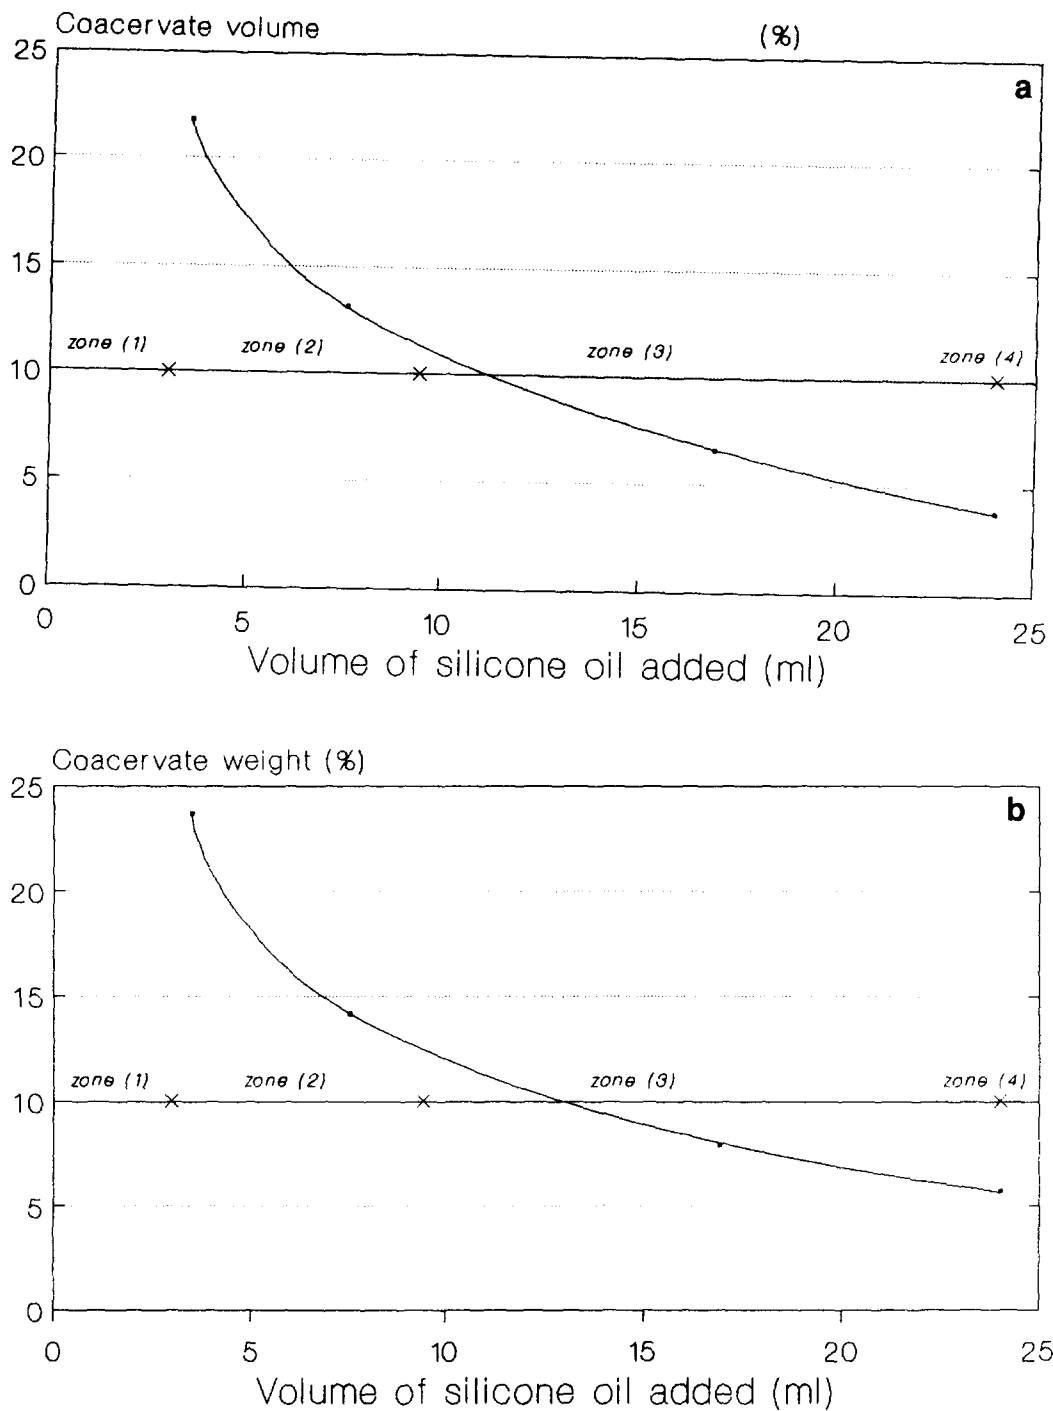 Coacervate volume (%)
a
25
20
15
10
5
0
zone (1) zone (2) zone (3) zone (4)
0 5 10 15 20 25
Volume of silicone oil added (ml)
Coacervate weight (%)
b
25
20
15
10
5
0
zone (1) zone (2) zone (3) zone (4)
0 5 10 15 20 25
Volume of silicone oil added (ml)